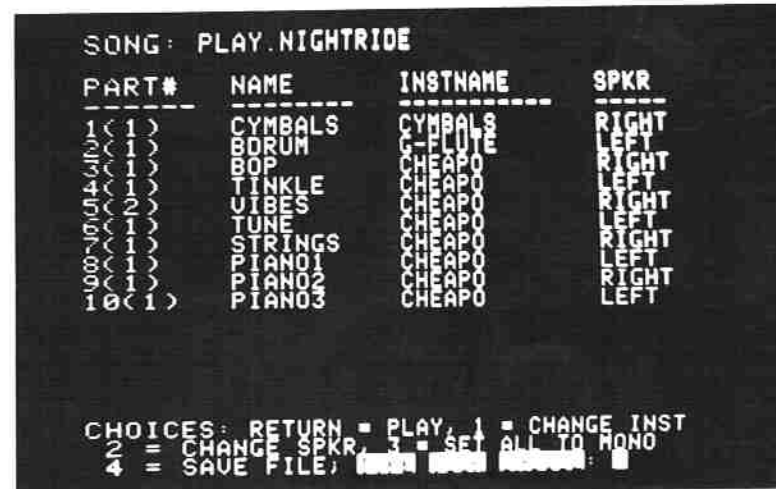 SONG: PLAY.NIGHTRIDE
PART# NAME INSTNAME SPKR
1(1) CYMBALS CYMBALS RIGHT
2(1) BDRUM G-FLUTE LEFT
3(1) BOP CHEAPO RIGHT
4(1) TINKLE CHEAPO LEFT
5(2) VIBES CHEAPO RIGHT
6(1) TUNE CHEAPO LEFT
7(1) STRINGS CHEAPO RIGHT
8(1) PIANO1 CHEAPO LEFT
9(1) PIANO2 CHEAPO RIGHT
10(1) PIANO3 CHEAPO LEFT
CHOICES: RETURN = PLAY, 1 = CHANGE INST
2 = CHANGE SPKR, 3 = SET ALL TO MONO
4 = SAVE FILE,